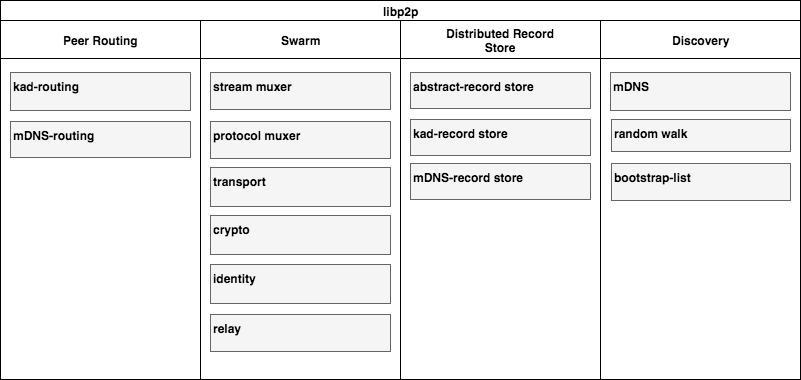 libp2p
Peer Routing
Swarm
Distributed Record
Store
Discovery
kad-routing
mDNS-routing
stream muxer
protocol muxer
transport
crypto
identity
relay
abstract-record store
kad-record store
mDNS-record store
mDNS
random walk
bootstrap-list